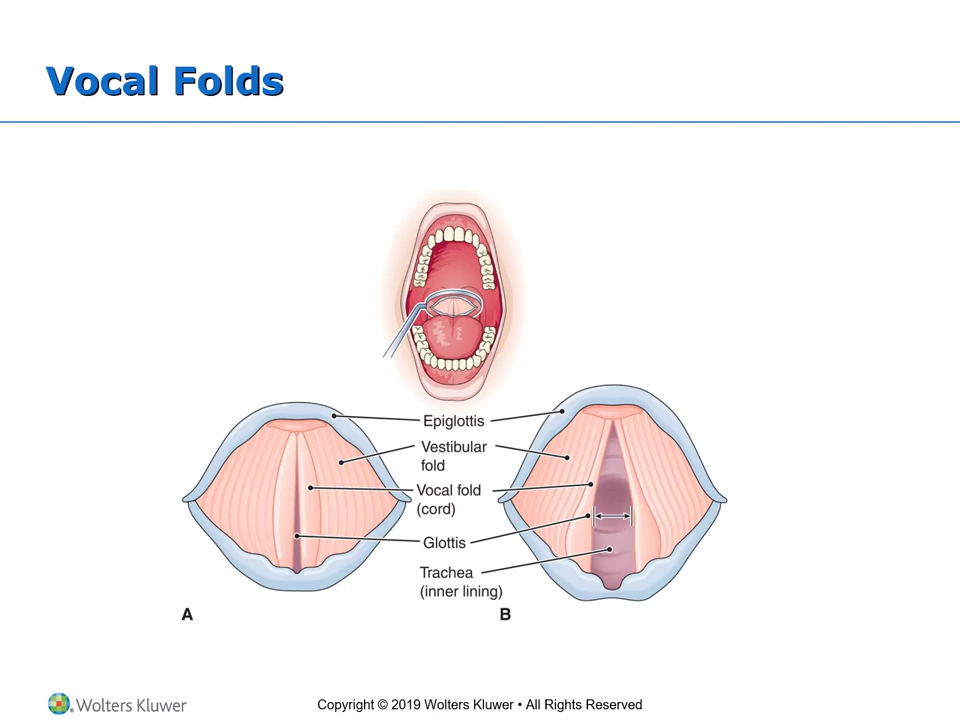 Vocal Folds
Epiglottis
Vestibular
fold
Vocal fold
(cord)
Glottis
Trachea
(inner lining)
A
B
Wolters Kluwer
Copyright © 2019 Wolters Kluwer • All Rights Reserved